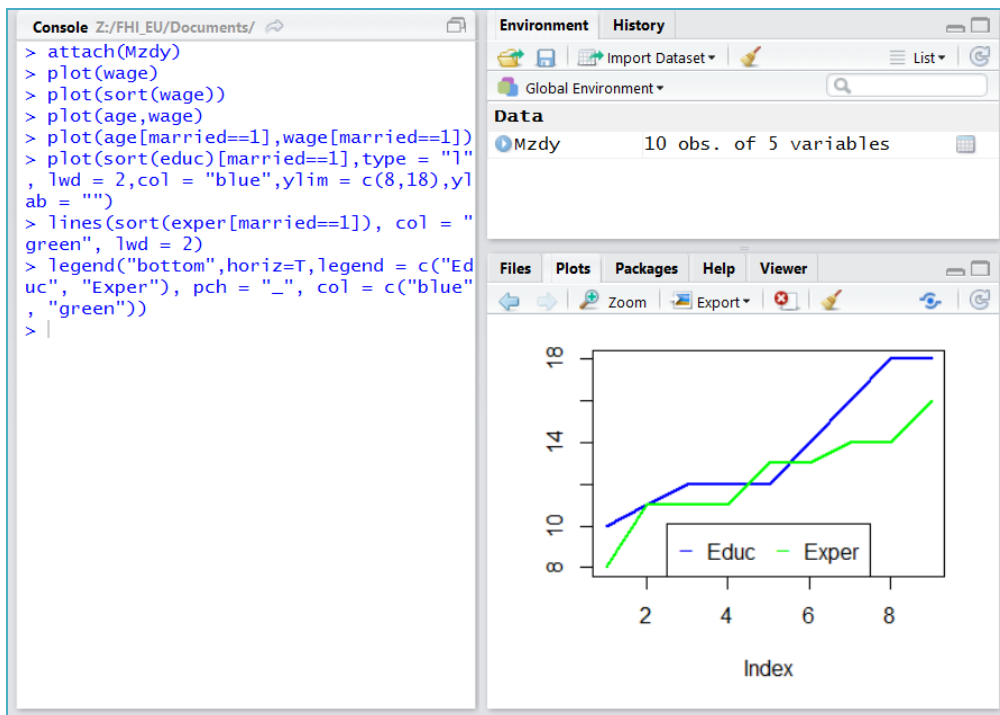 Console Z:/FHI_EU/Documents/
> attach(Mzdy)
> plot(wage)
> plot(sort(wage))
> plot(age,wage)
> plot(age[married==1],wage[married==1])
> plot(sort(educ)[married==1],type = "l"
, lwd = 2,col = "blue",ylim = c(8,18),yl
ab = "")
> lines(sort(exper[married==1]), col = "
green", lwd = 2)
> legend("bottom",horiz=T,legend = c("Ed
uc", "Exper"), pch = "_", col = c("blue"
, "green"))
>
Environment History
Import Dataset List
Global Environment
Data
Mzdy 10 obs. of 5 variables
Files Plots Packages Help Viewer
Zoom Export
18
14
10
8
Educ Exper
2 4 6 8
Index